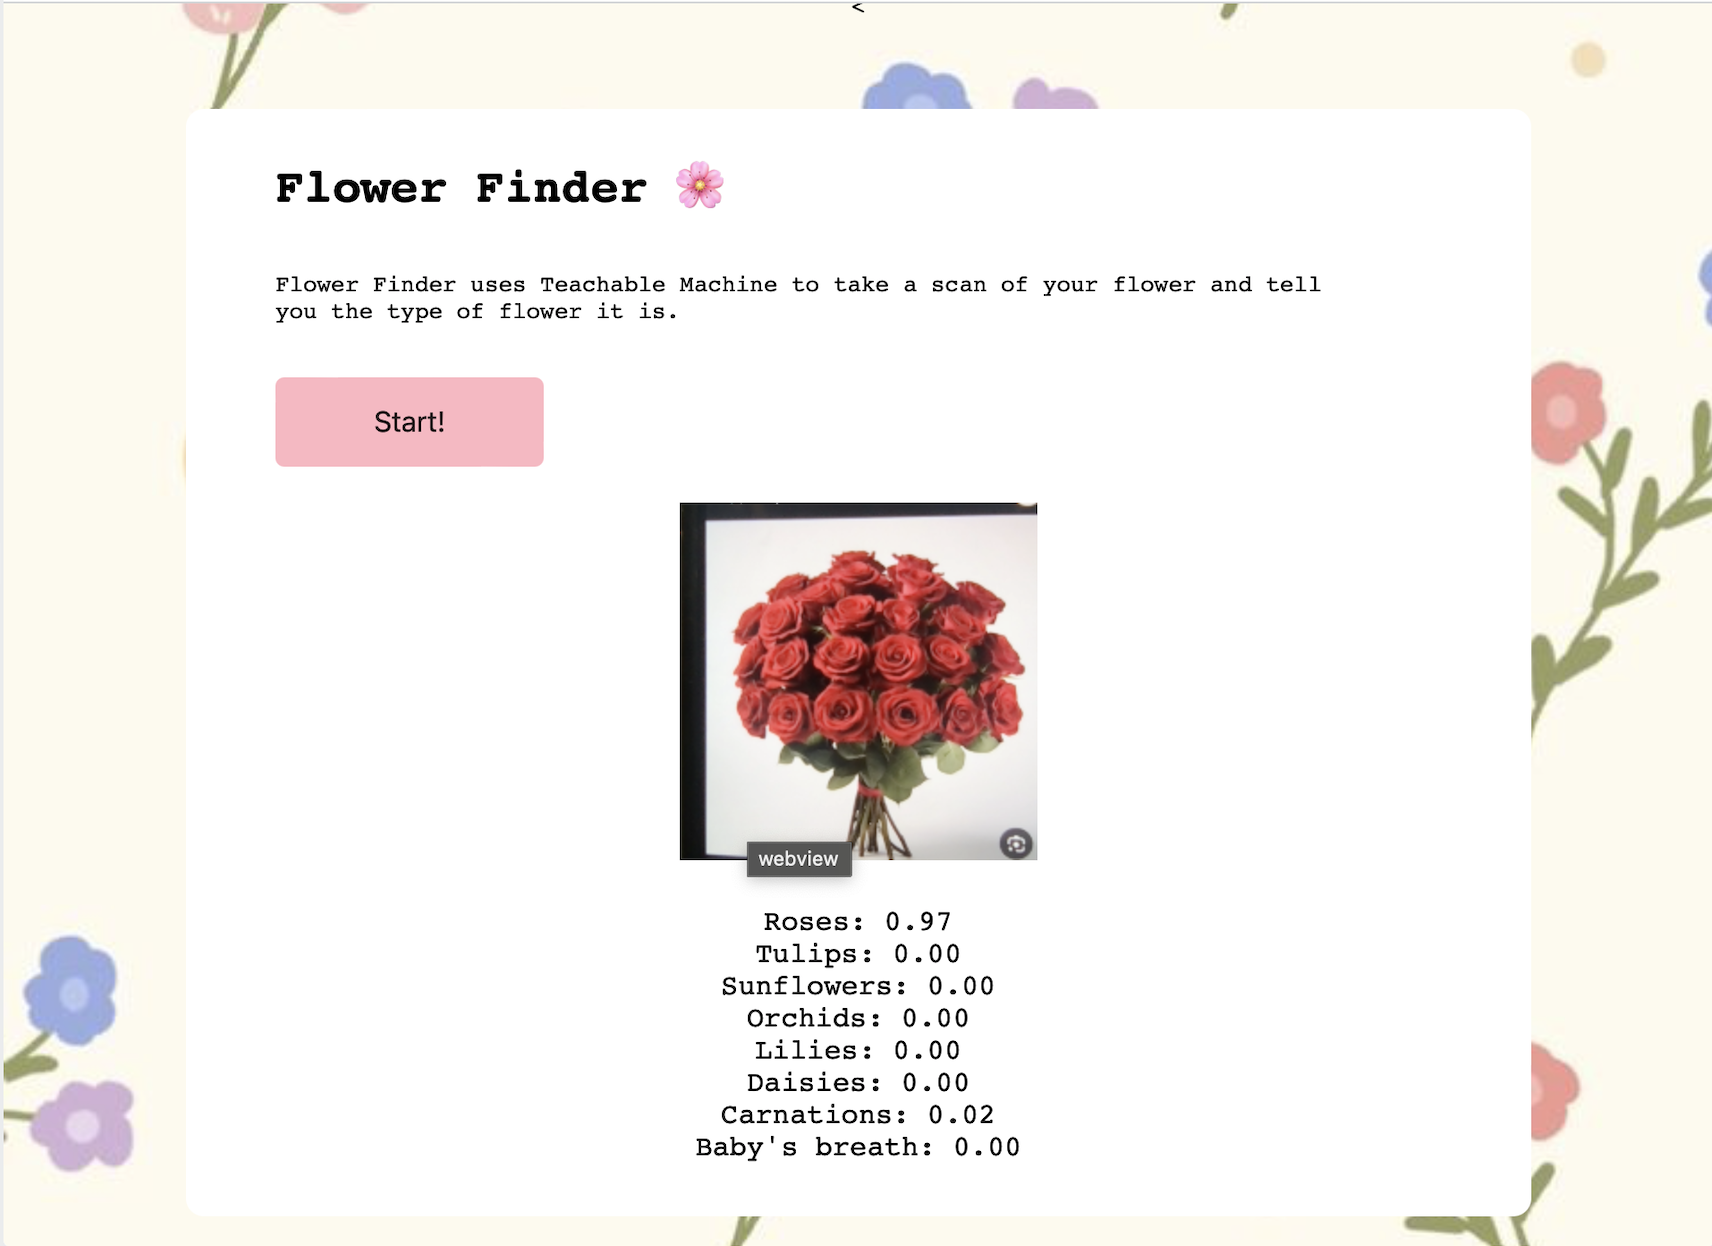 <
Flower Finder 🌸
Flower Finder uses Teachable Machine to take a scan of your flower and tell
you the type of flower it is.
Start!
webview
Roses: 0.97
Tulips: 0.00
Sunflowers: 0.00
Orchids: 0.00
Lilies: 0.00
Daisies: 0.00
Carnations: 0.02
Baby's breath: 0.00